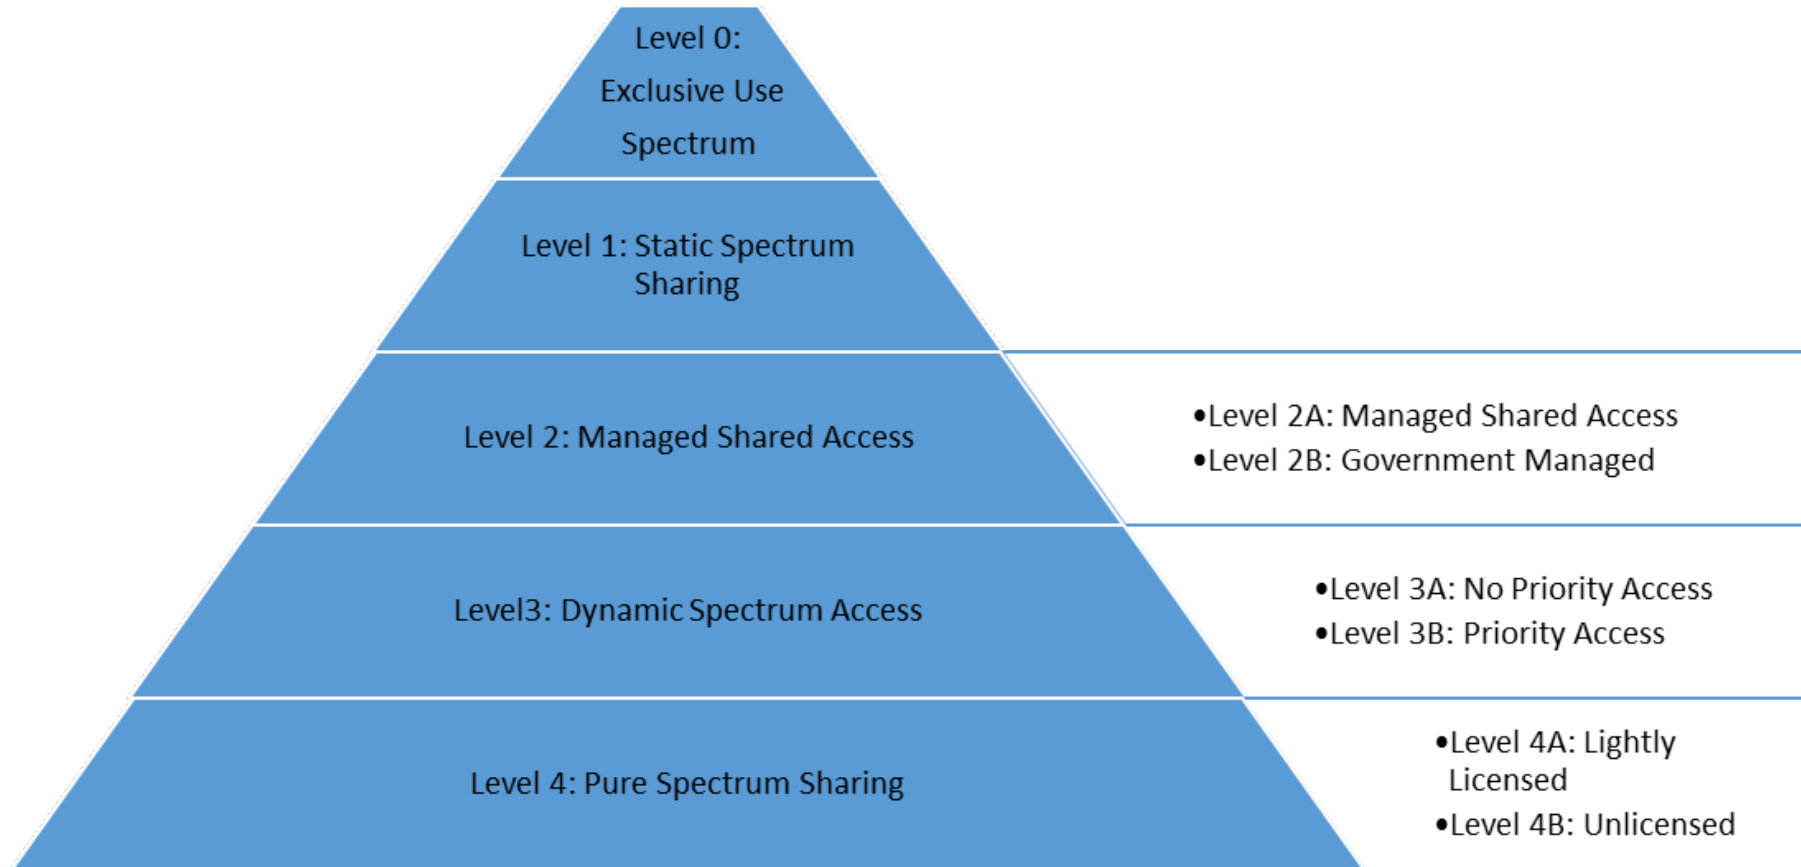 Level 0:
Exclusive Use
Spectrum
Level 1: Static Spectrum
Sharing
Level 2: Managed Shared Access
•Level 2A: Managed Shared Access
•Level 2B: Government Managed
Level3: Dynamic Spectrum Access
•Level 3A: No Priority Access
•Level 3B: Priority Access
Level 4: Pure Spectrum Sharing
•Level 4A: Lightly
Licensed
•Level 4B: Unlicensed